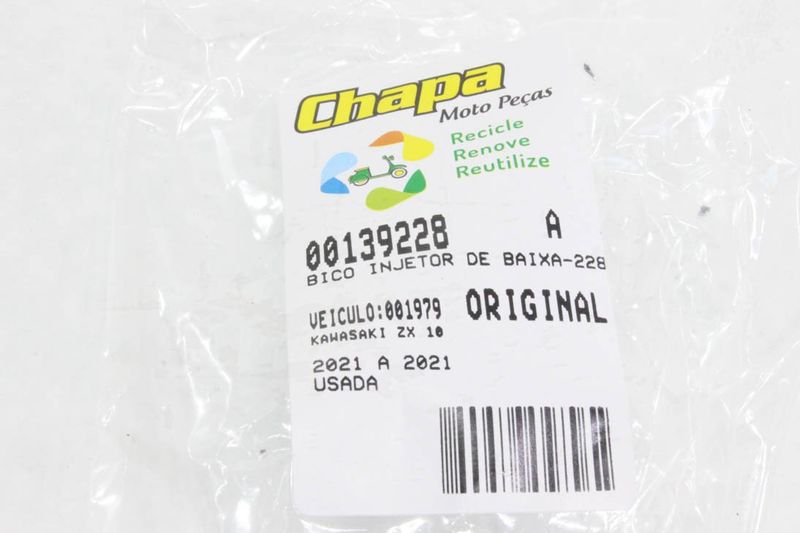 Chapa
Moto Peças
Recicle
Renove
Reutilize
00139228 A
BICO INJETOR DE BAIXA-228
VEICULO:001979 ORIGINAL
KAWASAKI ZX 10
2021 A 2021
USADA